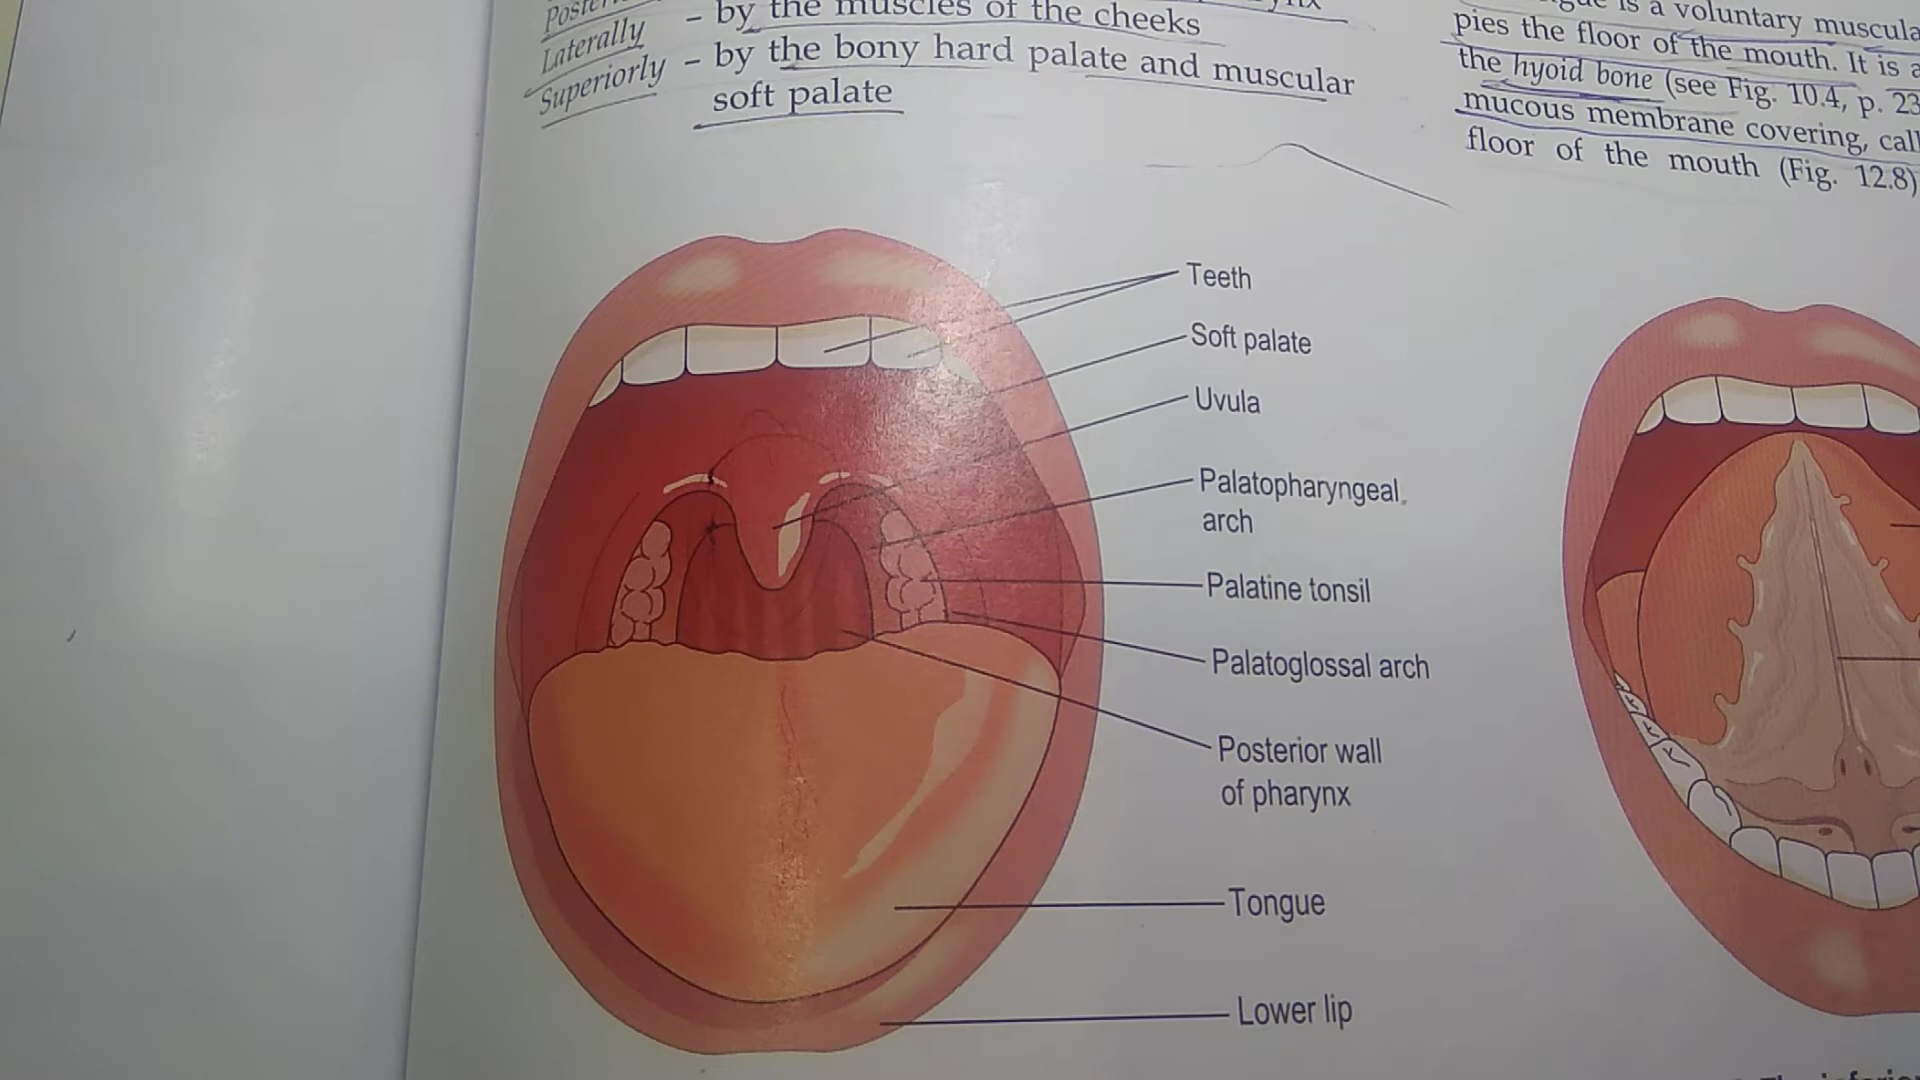 Laterally – by the muscles of the cheeks
Superiorly – by the bony hard palate and muscular
soft palate
is a voluntary
pies the floor of the mouth. It is
the hyoid bone (see Fig. 10.4, p. 23
mucous membrane covering,
floor of the mouth (Fig. 12.8)
Teeth
Soft palate
Uvula
Palatopharyngeal
arch
Palatine tonsil
Palatoglossal arch
Posterior wall
of pharynx
Tongue
Lower lip